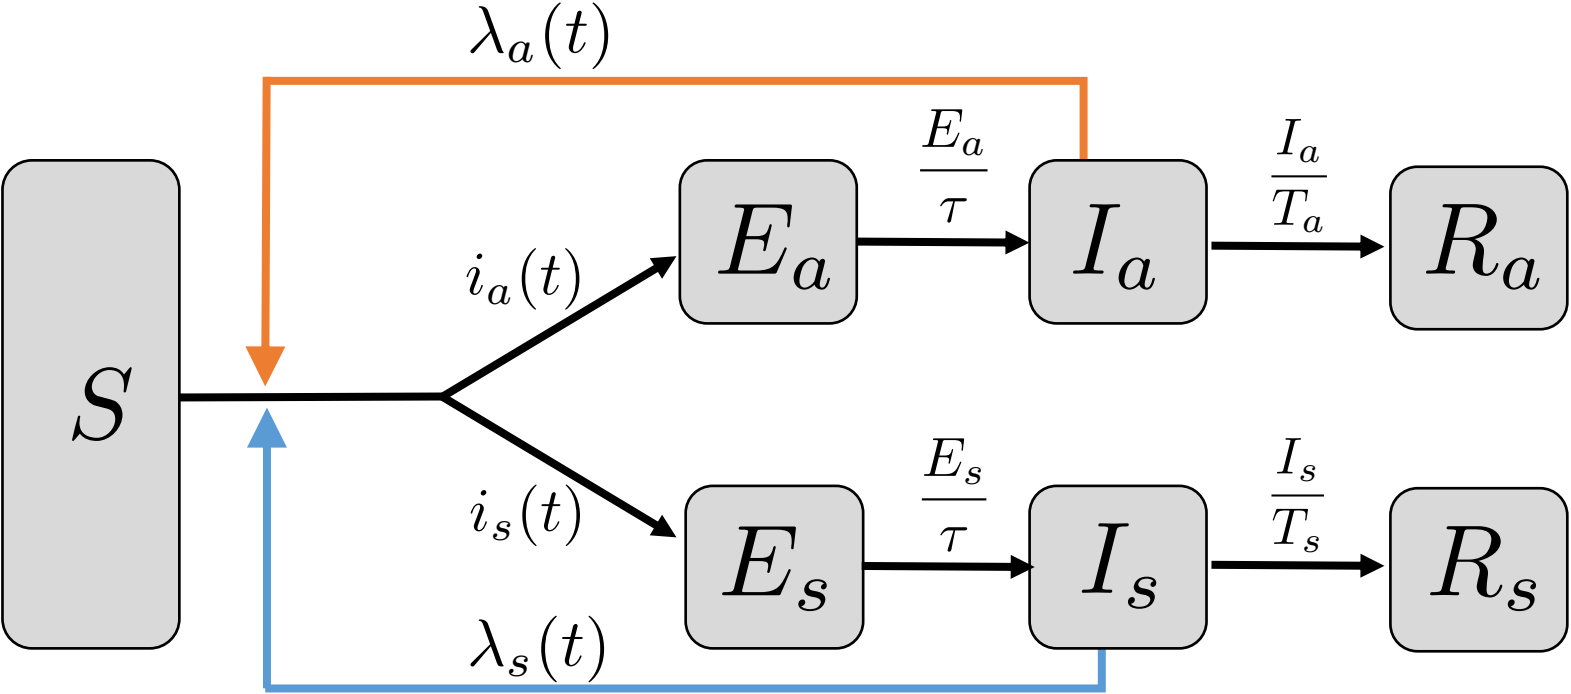 λₐ(t)
Eₐ/τ
Iₐ/Tₐ
S
iₐ(t)
Eₐ
Iₐ
Rₐ
iₛ(t)
Eₛ/τ
Iₛ/Tₛ
Eₛ
Iₛ
Rₛ
λₛ(t)